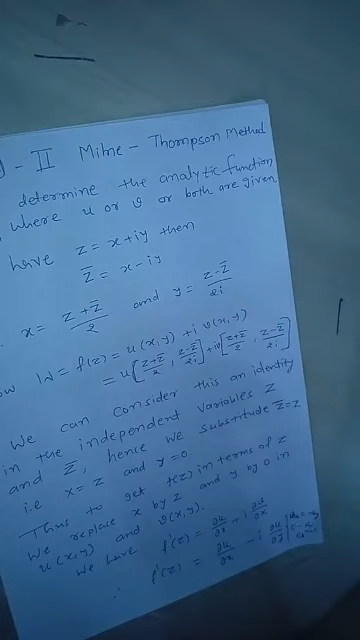 - II Milne - Thompson Method
determine the analytic function
where u or v or both are given
have z = x+iy then
z̄ = x-iy
x = (z+z̄)/2 and y = (z-z̄)/2i
W = f(z) = u(x,y) + i v(x,y)
= u[(z+z̄)/2, (z-z̄)/2i] + iv[(z+z̄)/2, (z-z̄)/2i]
We can consider this an identity
in the independent variables z
and z̄, hence we substitute z̄=z
i.e x=z and y=0
Thus to get f(z) in terms of z
we replace x by z and y by 0 in
u(x,y) and v(x,y).
We have f'(z) = ∂u/∂x + i ∂v/∂x
∴ f'(z) = ∂u/∂x - i ∂u/∂y